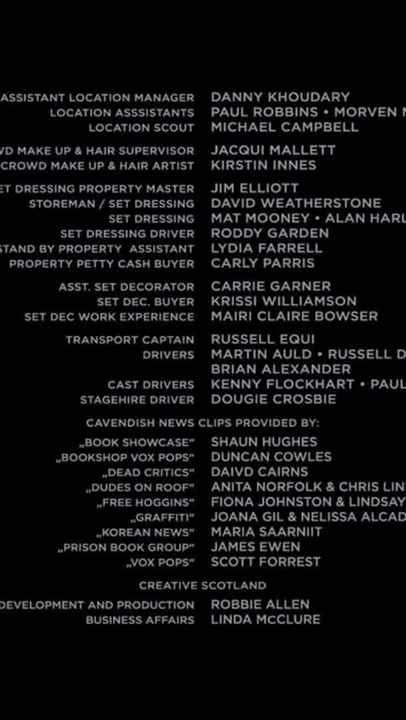 ASSISTANT LOCATION MANAGER DANNY KHOUDARY
LOCATION ASSSISTANTS PAUL ROBBINS • MORVEN
LOCATION SCOUT MICHAEL CAMPBELL
MAKE UP & HAIR SUPERVISOR JACQUI MALLETT
CROWD MAKE UP & HAIR ARTIST KIRSTIN INNES
SET DRESSING PROPERTY MASTER JIM ELLIOTT
STOREMAN / SET DRESSING DAVID WEATHERSTONE
SET DRESSING MAT MOONEY • ALAN
SET DRESSING DRIVER RODDY GARDEN
STAND BY PROPERTY ASSISTANT LYDIA FARRELL
PROPERTY PETTY CASH BUYER CARLY PARRIS
ASST. SET DECORATOR CARRIE GARNER
SET DEC. BUYER KRISSI WILLIAMSON
SET DEC WORK EXPERIENCE MAIRI CLAIRE BOWSER
TRANSPORT CAPTAIN RUSSELL EQUI
DRIVERS MARTIN AULD • RUSSELL
BRIAN ALEXANDER
CAST DRIVERS KENNY FLOCKHART • PAUL
STAGEHIRE DRIVER DOUGIE CROSBIE
CAVENDISH NEWS CLIPS PROVIDED BY:
„BOOK SHOWCASE“ SHAUN HUGHES
„BOOKSHOP VOX POPS“ DUNCAN COWLES
„DEAD CRITICS“ DAIVD CAIRNS
„DUDES ON ROOF“ ANITA NORFOLK & CHRIS
„FREE HOGGINS“ FIONA JOHNSTON & LINDSAY
„GRAFFITI“ JOANA GIL & NELISSA
„KOREAN NEWS“ MARIA SAARNIIT
„PRISON BOOK GROUP“ JAMES EWEN
„VOX POPS“ SCOTT FORREST
CREATIVE SCOTLAND
DEVELOPMENT AND PRODUCTION ROBBIE ALLEN
BUSINESS AFFAIRS LINDA McCLURE